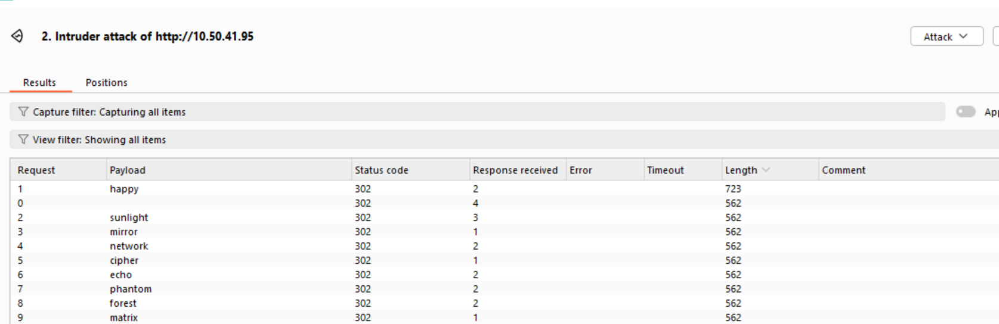 2. Intruder attack of http://10.50.41.95
Attack
Results Positions
Capture filter: Capturing all items
View filter: Showing all items
Request Payload Status code Response received Error Timeout Length Comment
1 happy 302 2 723
0 302 4 562
2 sunlight 302 3 562
3 mirror 302 1 562
4 network 302 2 562
5 cipher 302 1 562
6 echo 302 2 562
7 phantom 302 2 562
8 forest 302 2 562
9 matrix 302 1 562